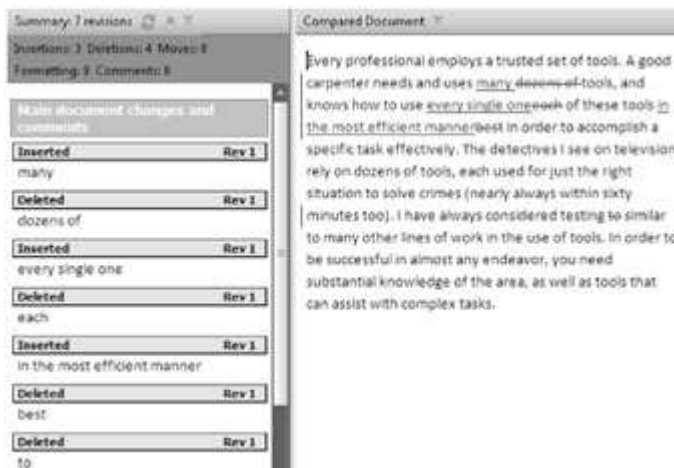 Summary: 7 revisions
Insertions: 3 Deletions: 4 Moves: 0
Formatting: 0 Comments: 0
Main document changes and
comments
Inserted Rev 1
many
Deleted Rev 1
dozens of
Inserted Rev 1
every single one
Deleted Rev 1
each
Inserted Rev 1
in the most efficient manner
Deleted Rev 1
best
Deleted Rev 1
to
Compared Document
Every professional employs a trusted set of tools. A good
carpenter needs and uses many dozens of tools, and
knows how to use every single oneeach of these tools in
the most efficient mannerbest in order to accomplish a
specific task effectively. The detectives I see on television
rely on dozens of tools, each used for just the right
situation to solve crimes (nearly always within sixty
minutes too). I have always considered testing to similar
to many other lines of work in the use of tools. In order to
be successful in almost any endeavor, you need
substantial knowledge of the area, as well as tools that
can assist with complex tasks.